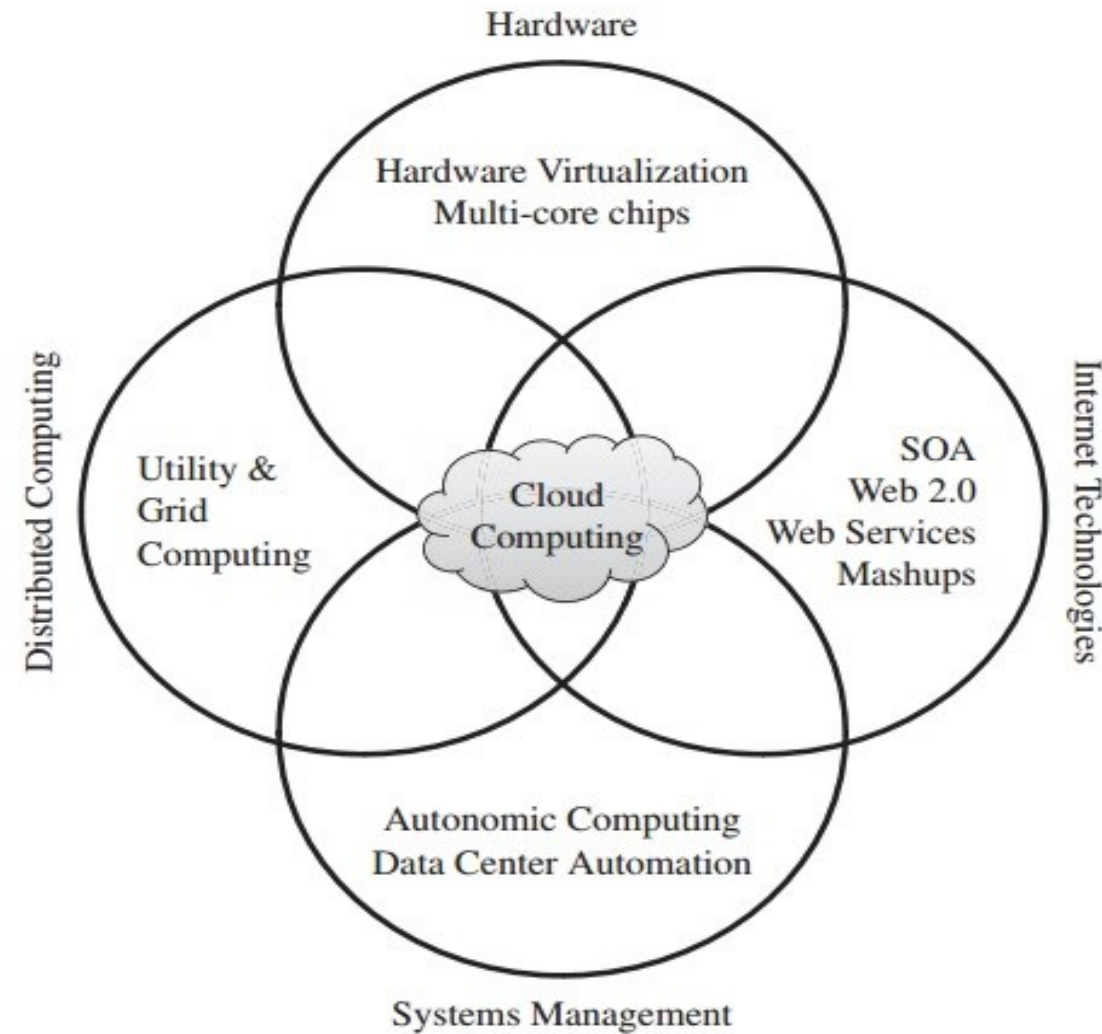 Hardware
Hardware Virtualization
Multi-core chips
Distributed Computing
Utility &
Grid
Computing
Cloud
Computing
SOA
Web 2.0
Web Services
Mashups
Internet Technologies
Autonomic Computing
Data Center Automation
Systems Management